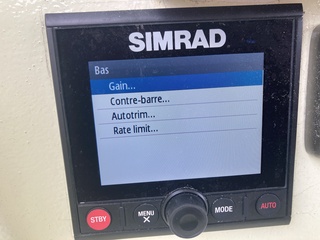 SIMRAD
Bas
Gain...
Contre-barre...
Autotrim...
Rate limit...
STBY
MENU
X
MODE
AUTO